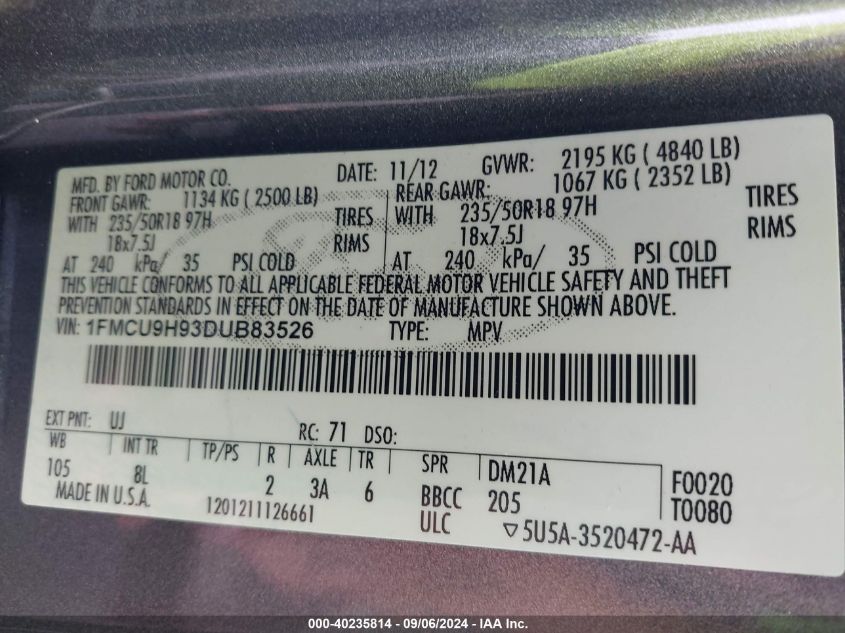 MFD. BY FORD MOTOR CO. DATE: 11/12 GVWR: 2195 KG ( 4840 LB)
FRONT GAWR: 1134 KG ( 2500 LB) REAR GAWR: 1067 KG ( 2352 LB)
WITH 235/50R18 97H TIRES WITH 235/50R18 97H TIRES
18x7.5J RIMS 18x7.5J RIMS
AT 240 kPa/ 35 PSI COLD AT 240 kPa/ 35 PSI COLD
THIS VEHICLE CONFORMS TO ALL APPLICABLE FEDERAL MOTOR VEHICLE SAFETY AND THEFT
PREVENTION STANDARDS IN EFFECT ON THE DATE OF MANUFACTURE SHOWN ABOVE.
VIN: 1FMCU9H93DUB83526 TYPE: MPV
EXT PNT: UJ RC: 71 DSO:
WB INT TR TP/PS R AXLE TR SPR DM21A F0020
105 8L 2 3A 6 BBCC 205 T0080
MADE IN U.S.A. 1201211126661 ULC ▽5U5A-3520472-AA
000-40235814 - 09/06/2024 - IAA Inc.